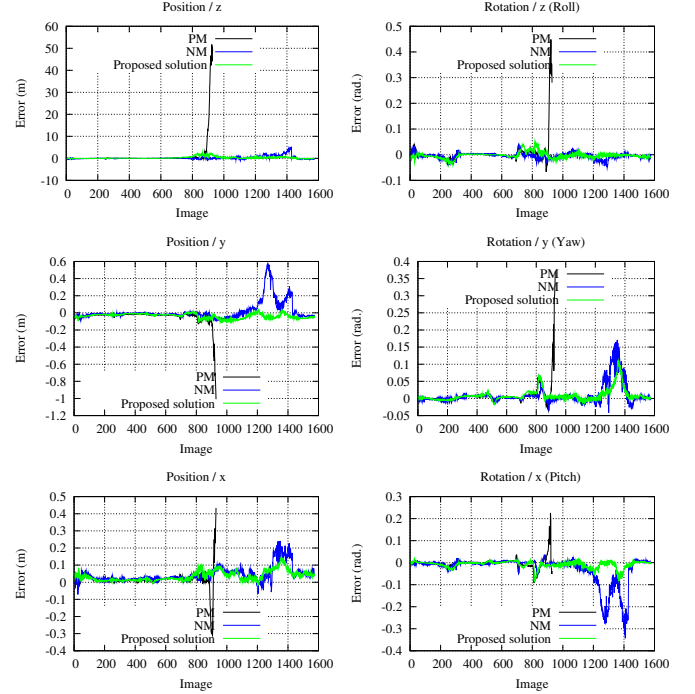 Position / z
60
50
40
30
20
10
0
-10
0 200 400 600 800 1000 1200 1400 1600
Error (m)
Image
PM
NM
Proposed solution
Rotation / z (Roll)
0.5
0.4
0.3
0.2
0.1
0
-0.1
0 200 400 600 800 1000 1200 1400 1600
Error (rad.)
Image
PM
NM
Proposed solution
Position / y
0.6
0.4
0.2
0
-0.2
-0.4
-0.6
-0.8
-1
-1.2
0 200 400 600 800 1000 1200 1400 1600
Error (m)
Image
PM
NM
Proposed solution
Rotation / y (Yaw)
0.4
0.35
0.3
0.25
0.2
0.15
0.1
0.05
0
-0.05
0 200 400 600 800 1000 1200 1400 1600
Error (rad.)
Image
PM
NM
Proposed solution
Position / x
0.5
0.4
0.3
0.2
0.1
0
-0.1
-0.2
-0.3
-0.4
0 200 400 600 800 1000 1200 1400 1600
Error (m)
Image
PM
NM
Proposed solution
Rotation / x (Pitch)
0.3
0.2
0.1
0
-0.1
-0.2
-0.3
-0.4
0 200 400 600 800 1000 1200 1400 1600
Error (rad.)
Image
PM
NM
Proposed solution